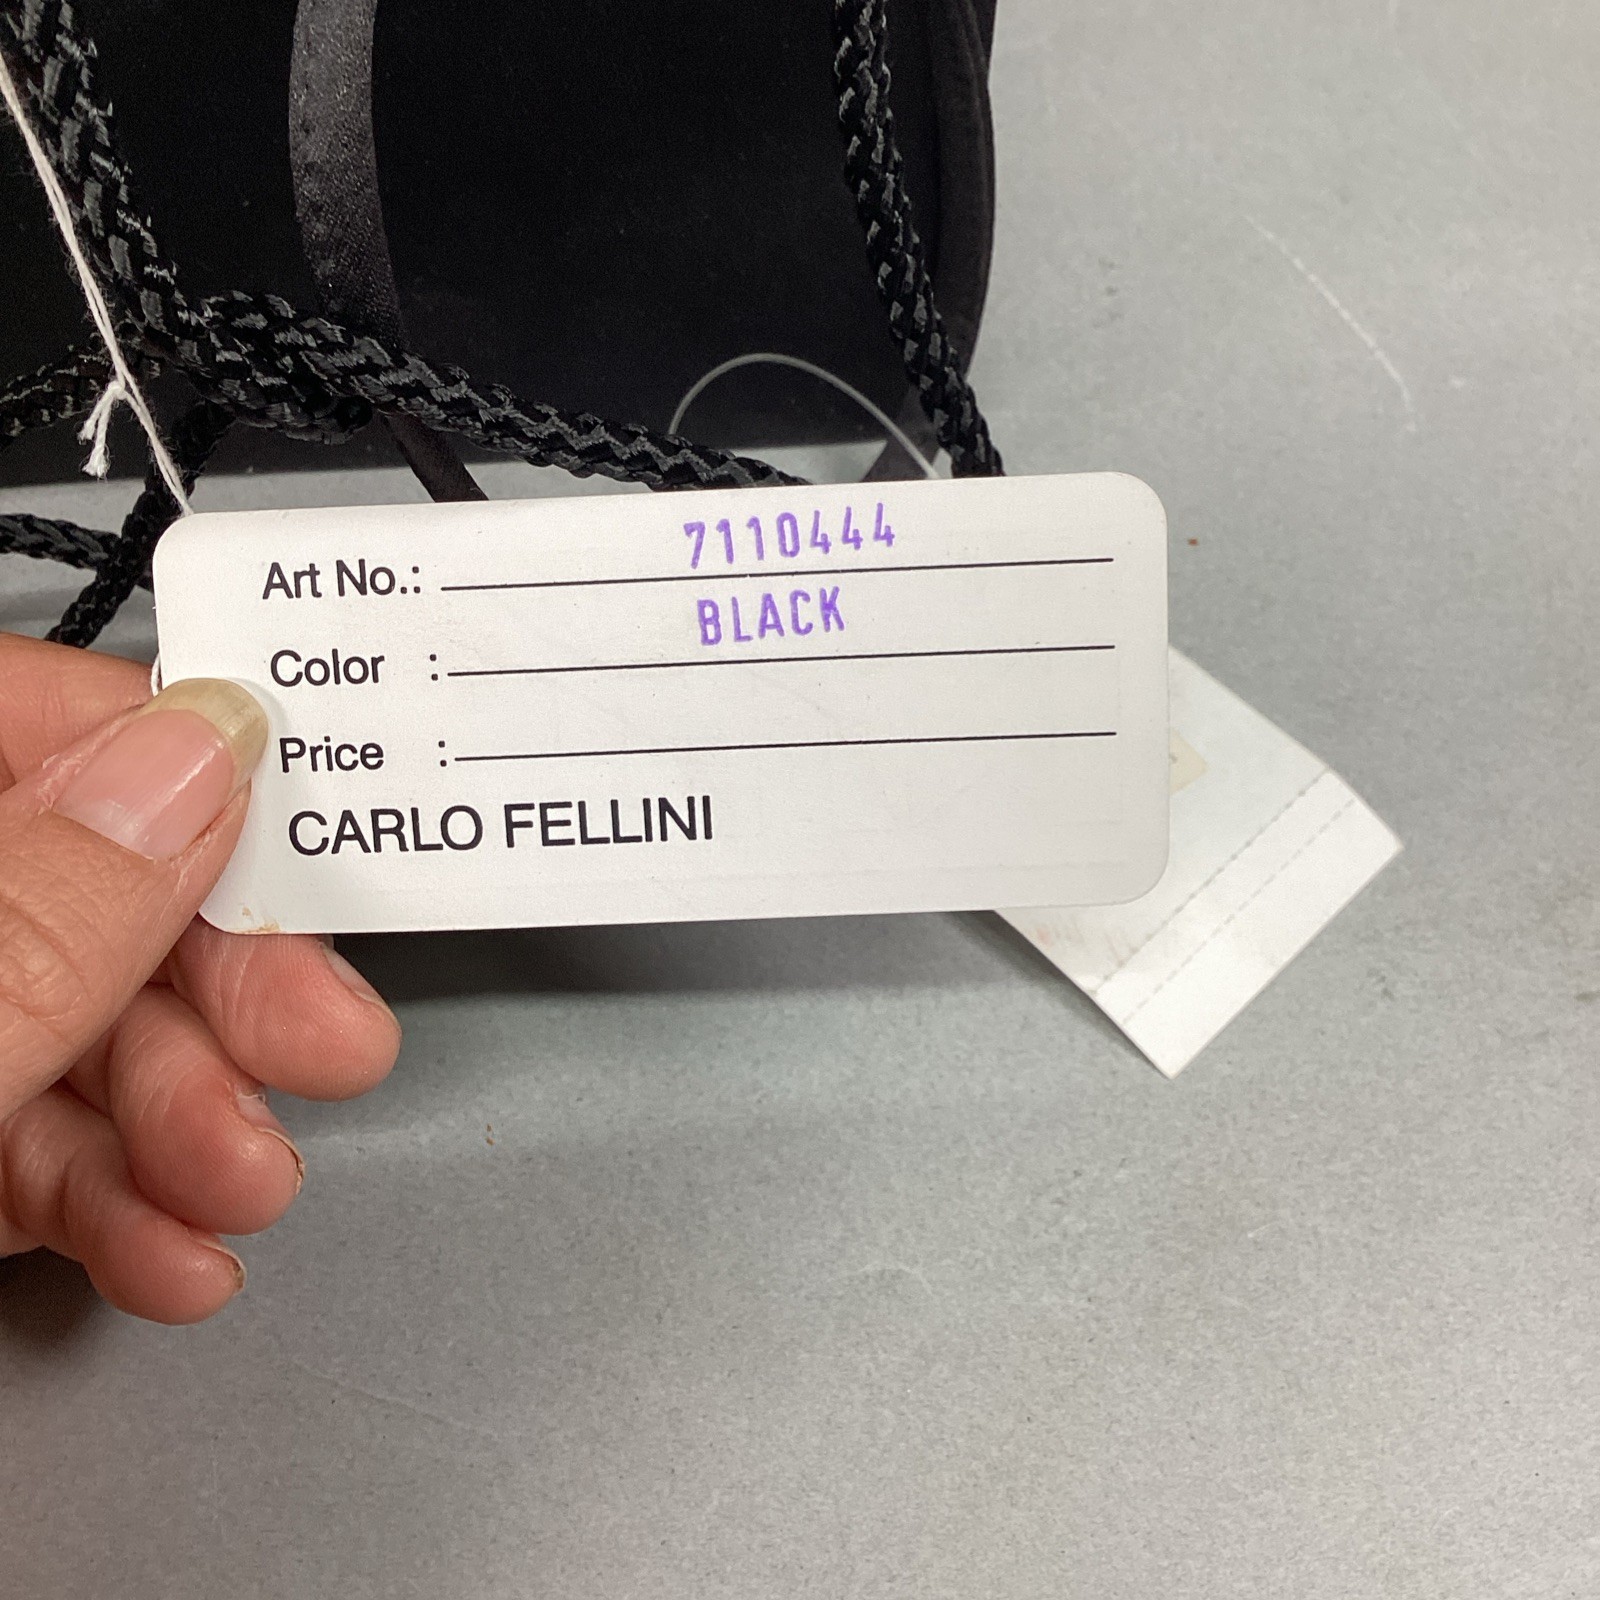 Art No.: 7110444
Color : BLACK
Price :
CARLO FELLINI